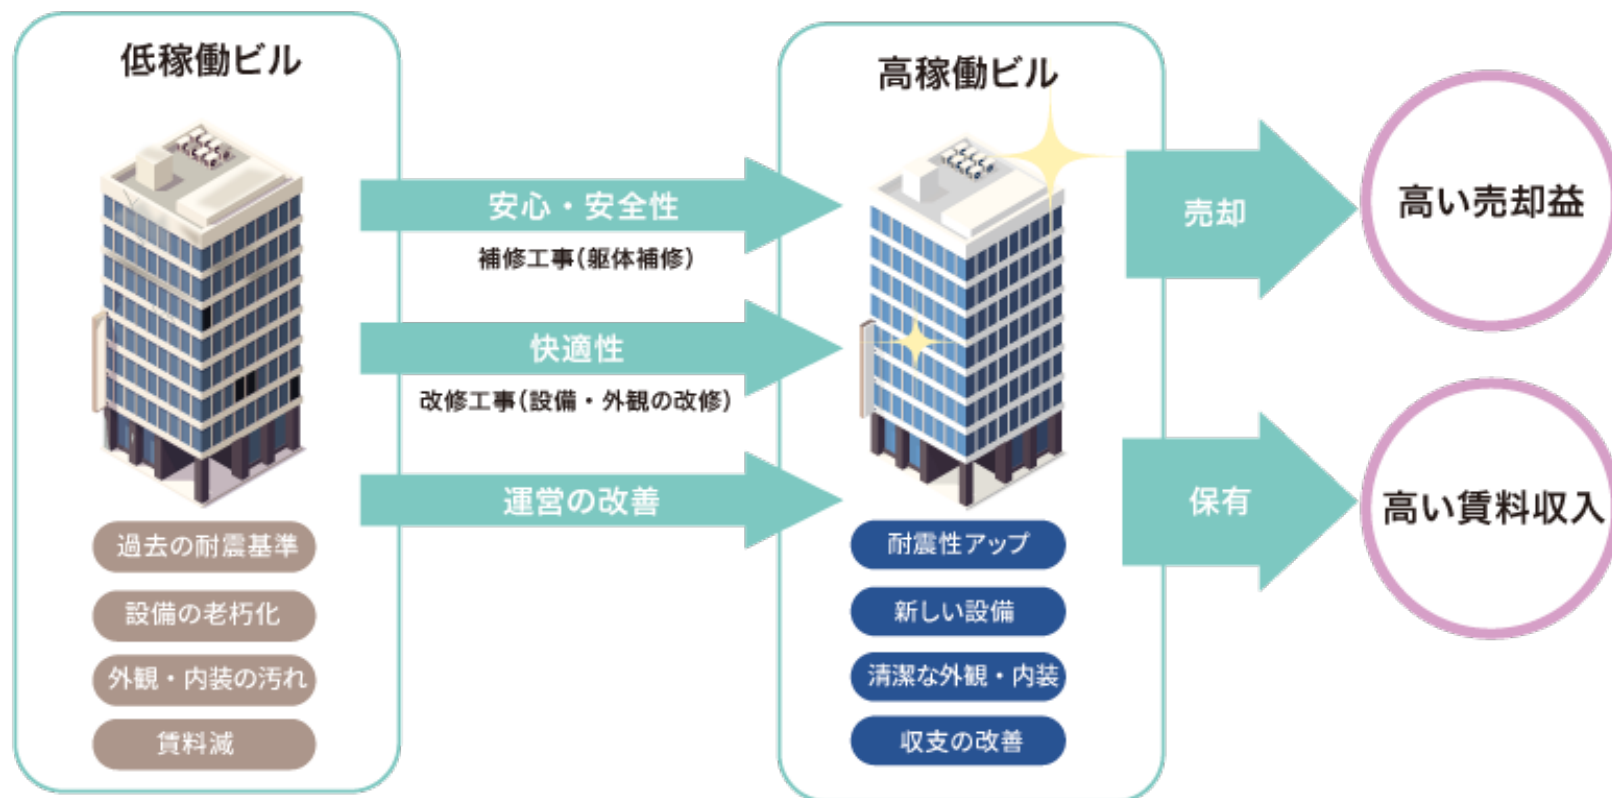 低稼働ビル
過去の耐震基準
設備の老朽化
外観・内装の汚れ
賃料減
安心・安全性
補修工事(躯体補修)
快適性
改修工事(設備・外観の改修)
運営の改善
高稼働ビル
耐震性アップ
新しい設備
清潔な外観・内装
収支の改善
売却
高い売却益
保有
高い賃料収入